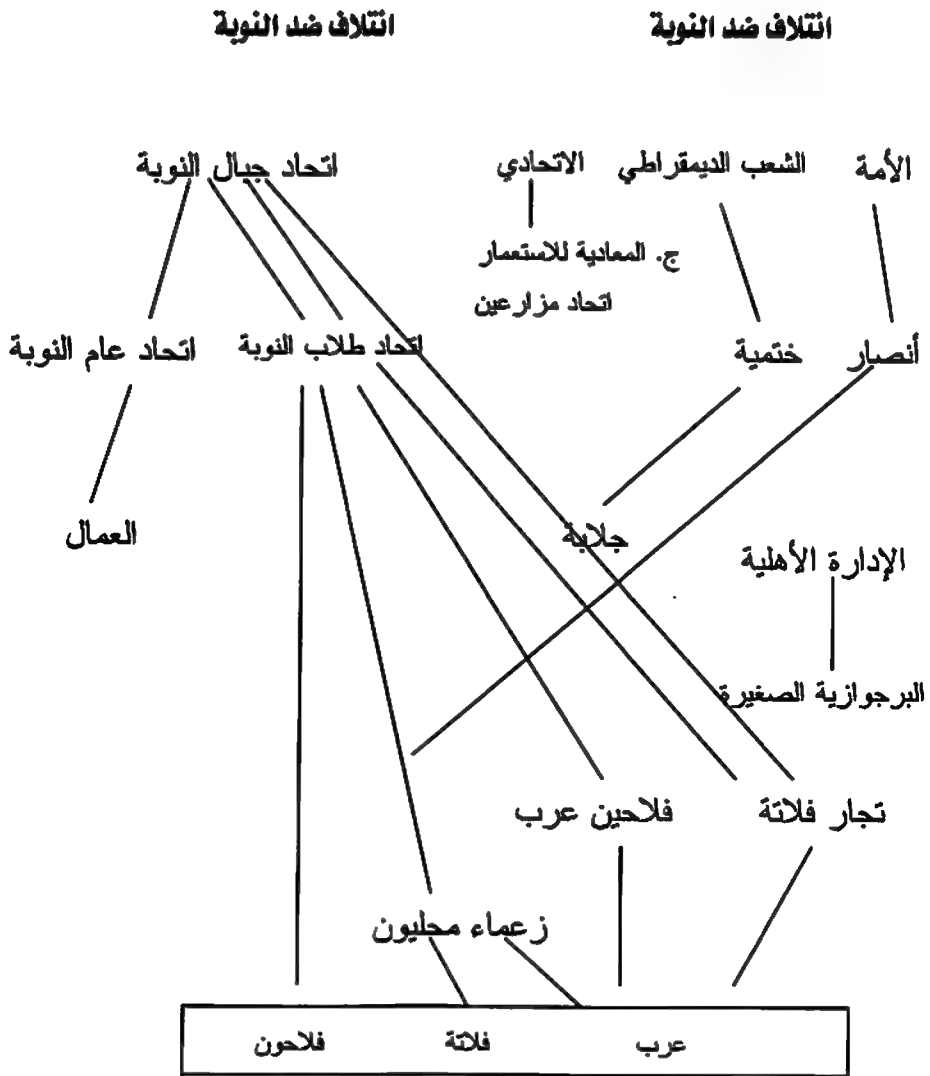 ائتلاف ضد النوبة
ائتلاف ضد النوبة
الأمة
الشعب الديمقراطي
الاتحادي
اتحاد جبال النوبة
ج. المعادية للاستعمار
اتحاد مزارعين
أنصار
ختمية
اتحاد طلاب النوبة
اتحاد عام النوبة
جلابة
العمال
الإدارة الأهلية
البرجوازية الصغيرة
تجار فلاتة
فلاحين عرب
زعماء محليون
عرب
فلاتة
فلاحون